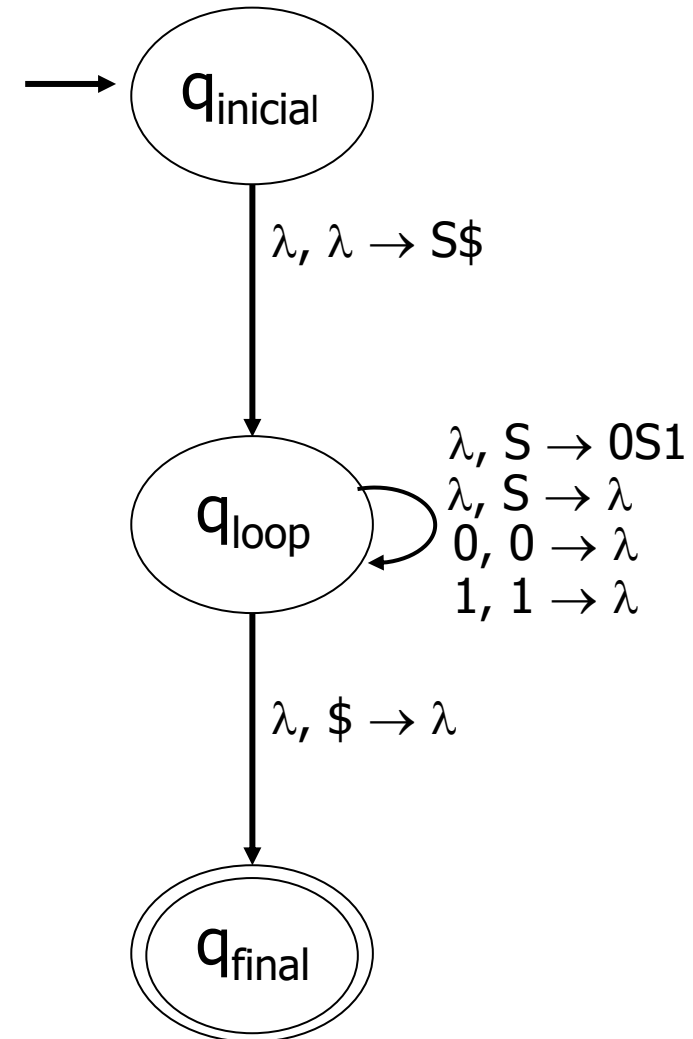 qinicial
λ, λ → S$
λ, S → 0S1
λ, S → λ
qloop
0, 0 → λ
1, 1 → λ
λ, $ → λ
qfinal